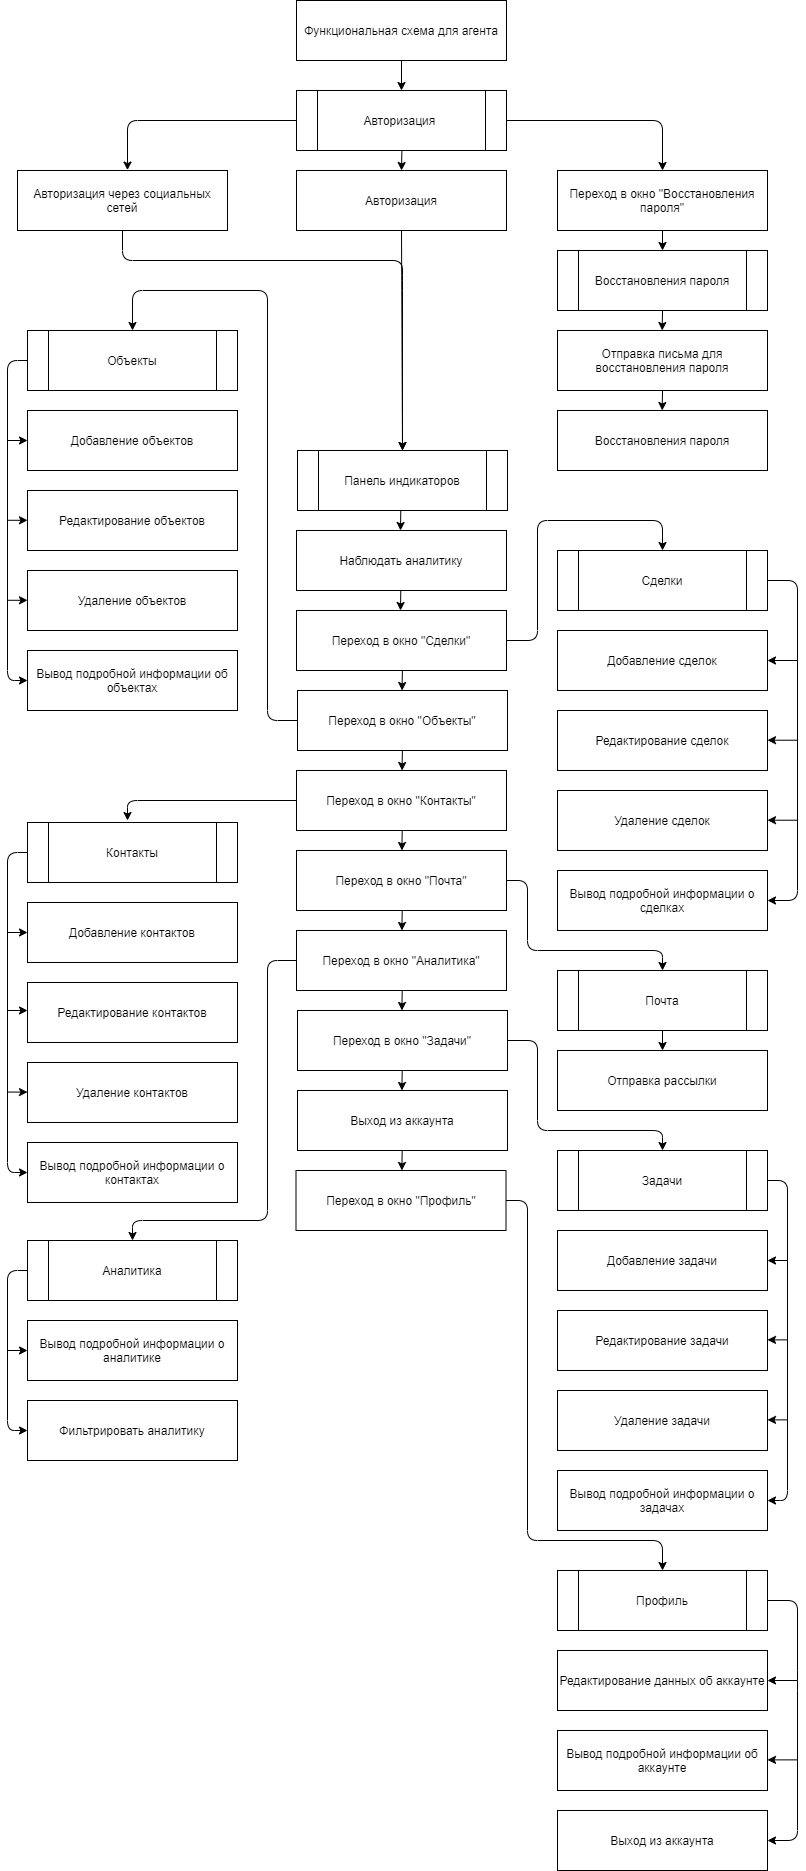 Функциональная схема для агента
Авторизация
Авторизация через социальных
сетей
Авторизация
Переход в окно "Восстановления
пароля"
Восстановления пароля
Отправка письма для
восстановления пароля
Восстановления пароля
Объекты
Добавление объектов
Редактирование объектов
Удаление объектов
Вывод подробной информации об
объектах
Панель индикаторов
Наблюдать аналитику
Переход в окно "Сделки"
Переход в окно "Объекты"
Переход в окно "Контакты"
Переход в окно "Почта"
Переход в окно "Аналитика"
Переход в окно "Задачи"
Выход из аккаунта
Переход в окно "Профиль"
Сделки
Добавление сделок
Редактирование сделок
Удаление сделок
Вывод подробной информации о
сделках
Контакты
Добавление контактов
Редактирование контактов
Удаление контактов
Вывод подробной информации о
контактах
Почта
Отправка рассылки
Аналитика
Вывод подробной информации о
аналитике
Фильтрировать аналитику
Задачи
Добавление задачи
Редактирование задачи
Удаление задачи
Вывод подробной информации о
задачах
Профиль
Редактирование данных об аккаунте
Вывод подробной информации об
аккаунте
Выход из аккаунта